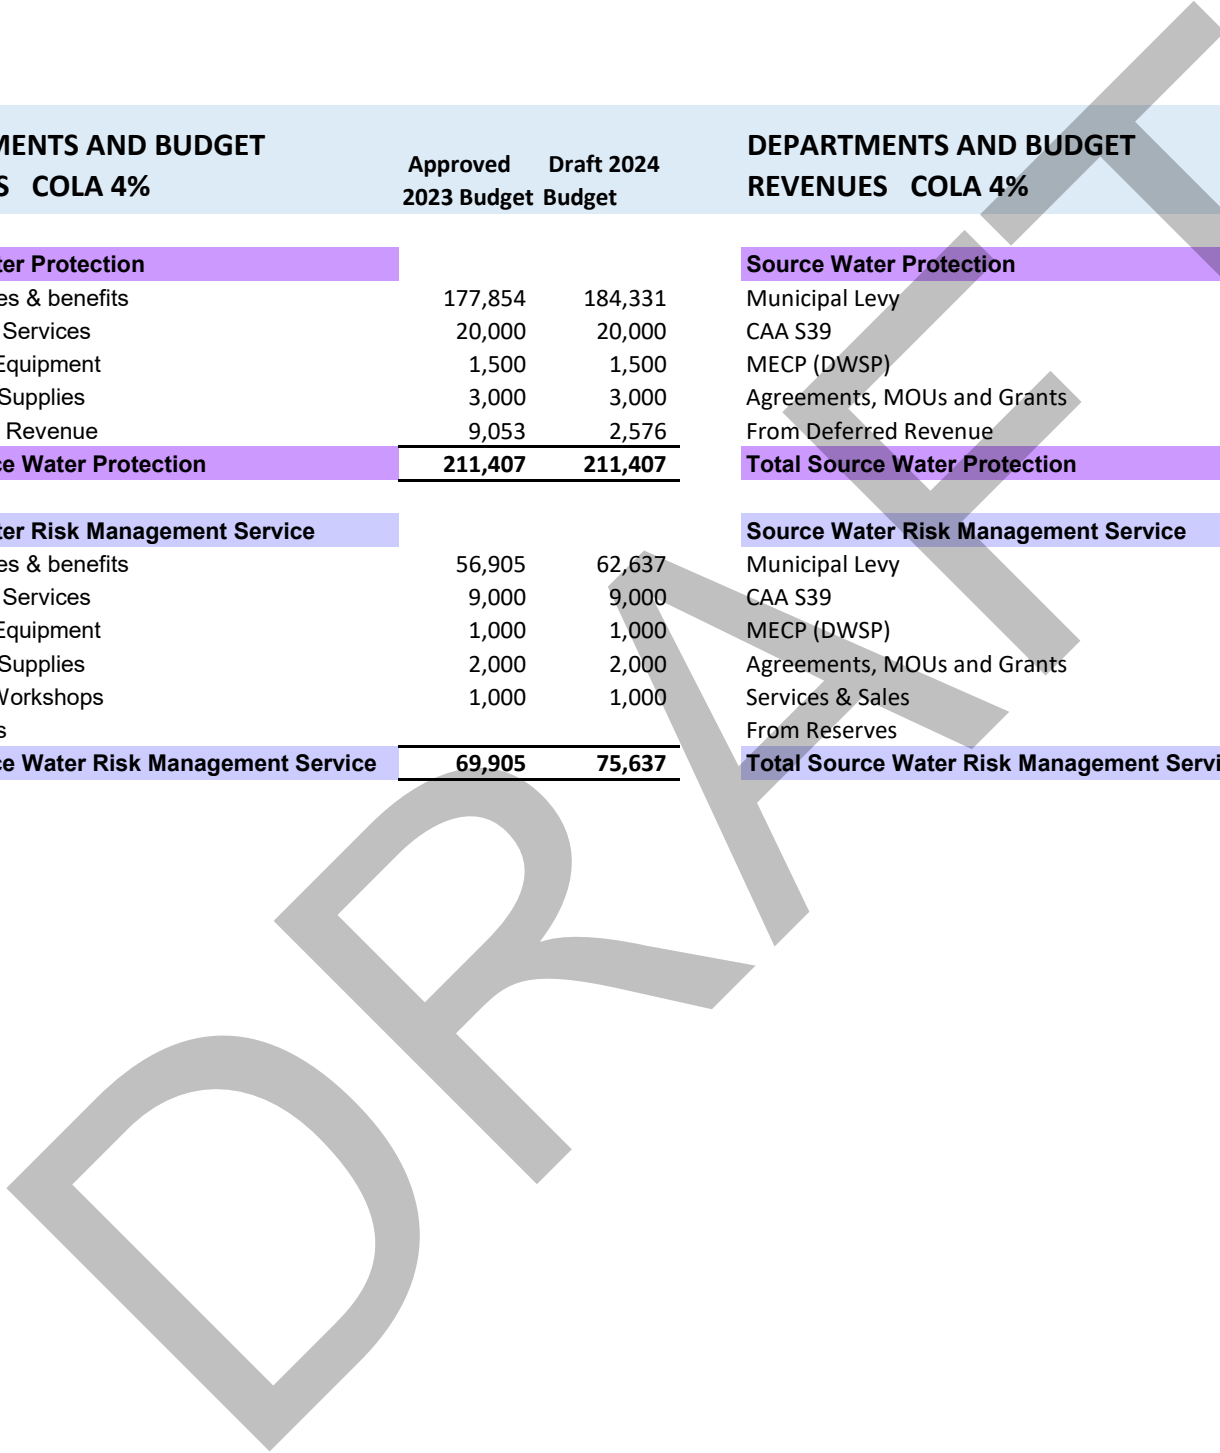 MENTS AND BUDGET
S COLA 4%
Approved Draft 2024
2023 Budget Budget
DEPARTMENTS AND BUDGET
REVENUES COLA 4%
ter Protection Source Water Protection
es & benefits 177,854 184,331 Municipal Levy
Services 20,000 20,000 CAA S39
Equipment 1,500 1,500 MECP (DWSP)
Supplies 3,000 3,000 Agreements, MOUs and Grants
Revenue 9,053 2,576 From Deferred Revenue
ce Water Protection 211,407 211,407 Total Source Water Protection
ter Risk Management Service Source Water Risk Management Service
es & benefits 56,905 62,637 Municipal Levy
Services 9,000 9,000 CAA S39
Equipment 1,000 1,000 MECP (DWSP)
Supplies 2,000 2,000 Agreements, MOUs and Grants
Workshops 1,000 1,000 Services & Sales
s From Reserves
ce Water Risk Management Service 69,905 75,637 Total Source Water Risk Management Servi
DRAFT